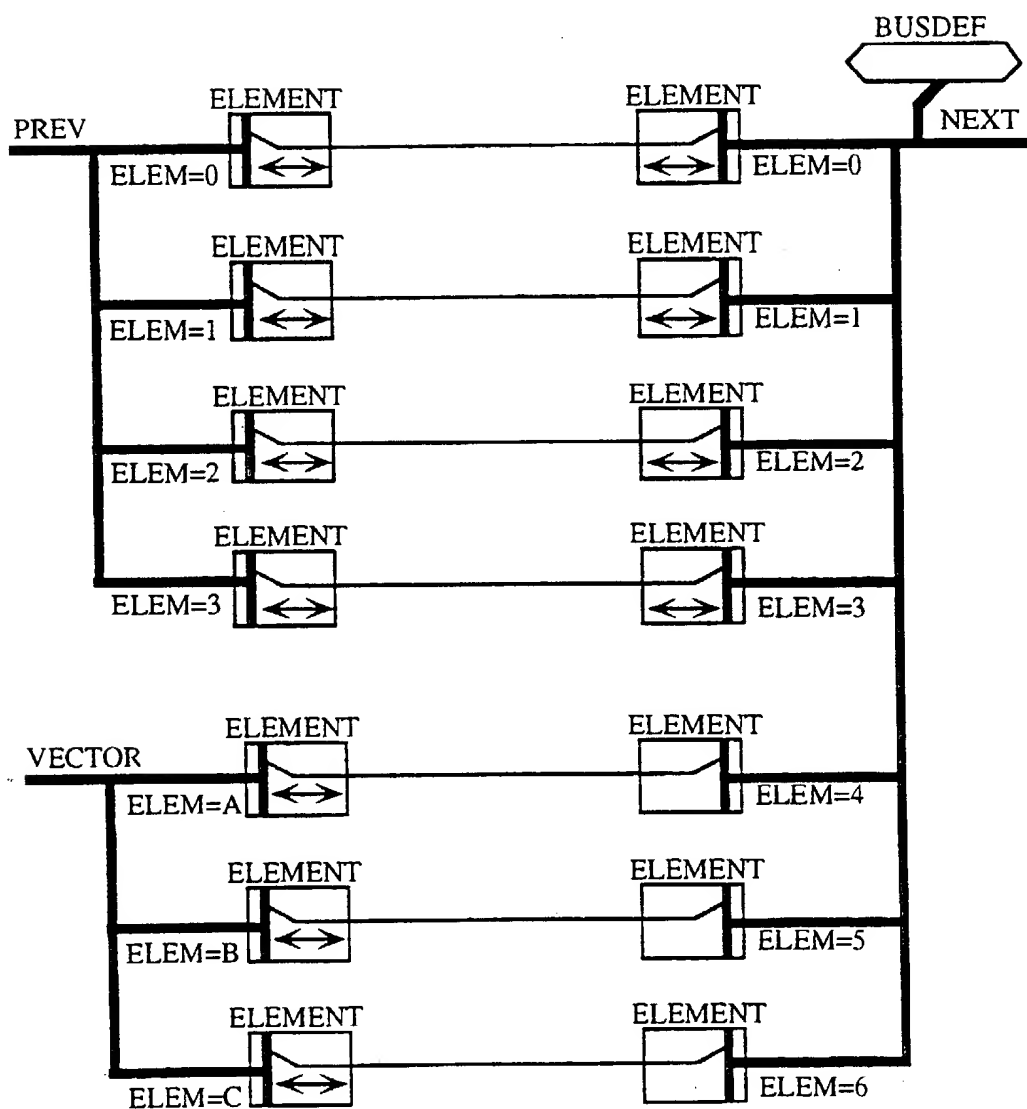 BUSDEF
ELEMENT
ELEMENT
PREV
NEXT
ELEM=0
ELEM=0
ELEMENT
ELEMENT
ELEM=1
ELEM=1
ELEMENT
ELEMENT
ELEM=2
ELEM=2
ELEMENT
ELEMENT
ELEM=3
ELEM=3
ELEMENT
ELEMENT
VECTOR
ELEM=A
ELEM=4
ELEMENT
ELEMENT
ELEM=B
ELEM=5
ELEMENT
ELEMENT
ELEM=C
ELEM=6